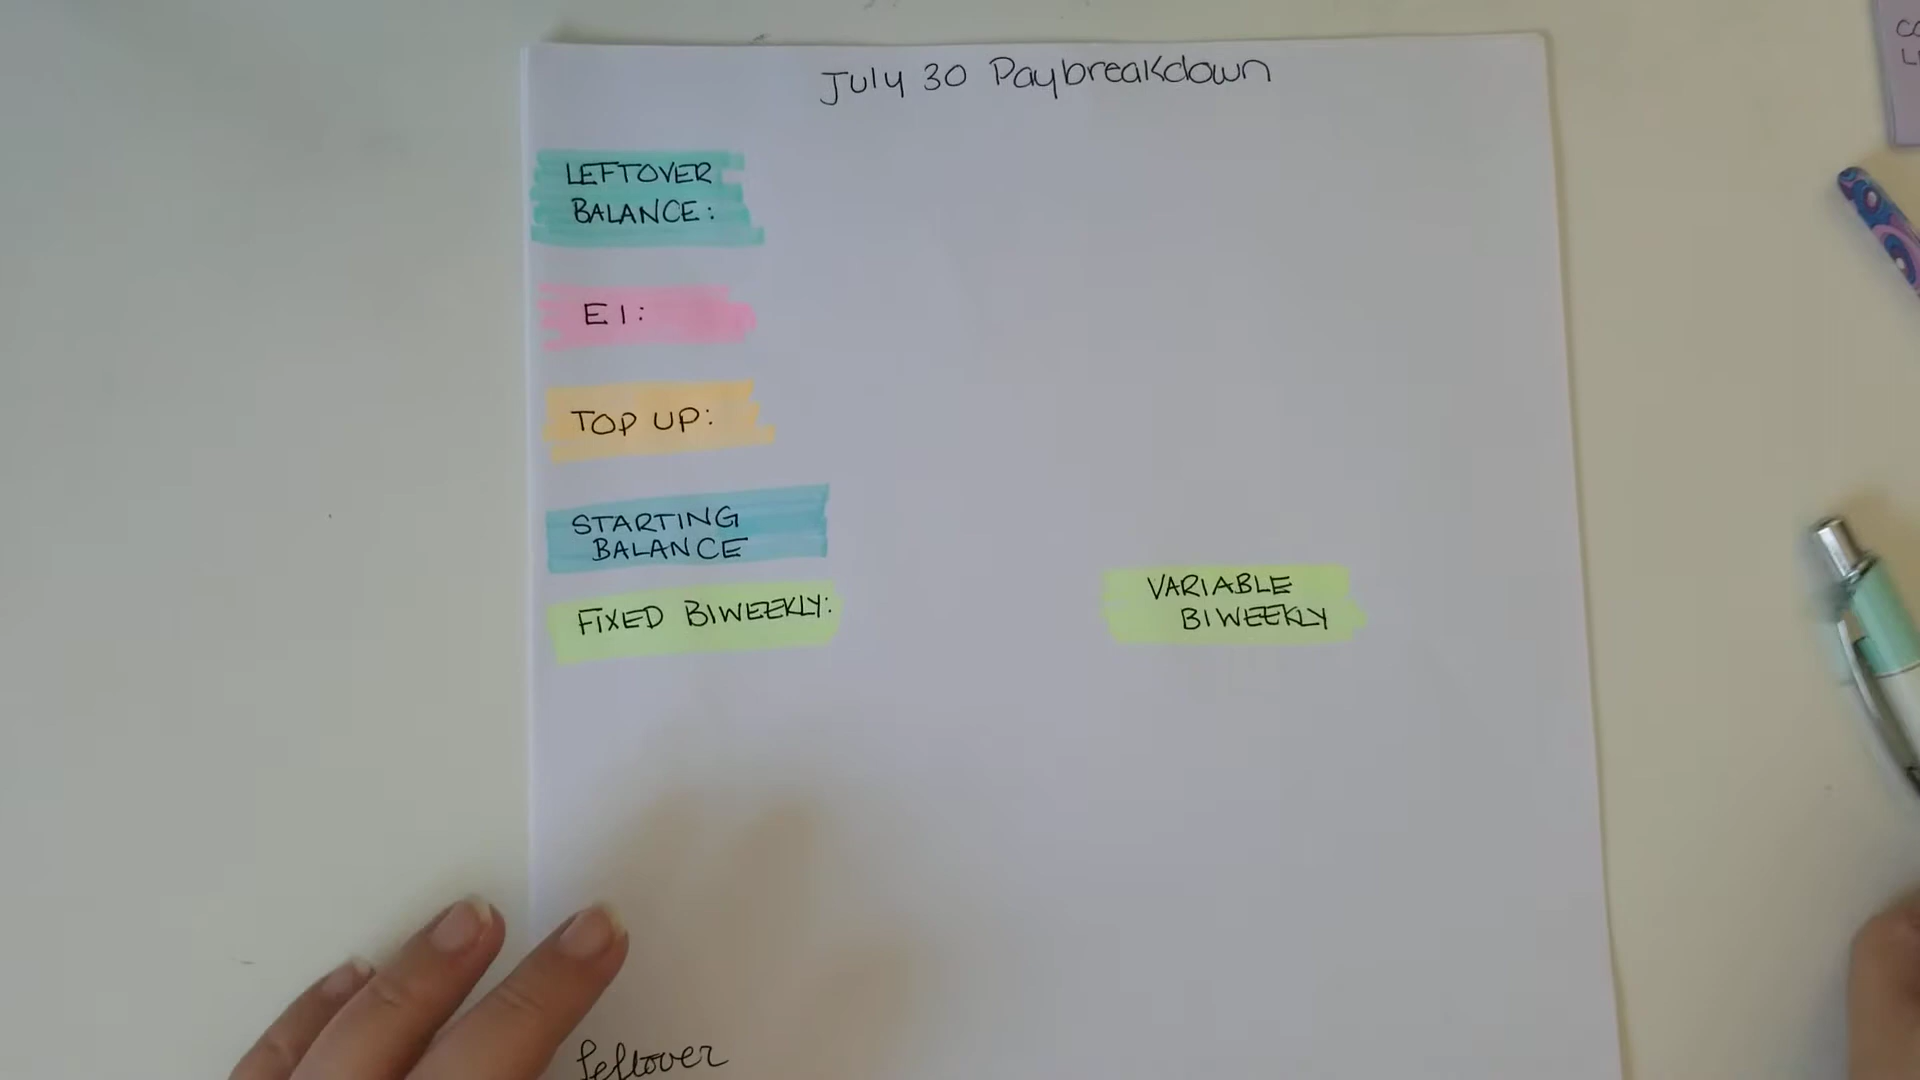 July 30 Paybreakdown
LEFTOVER
BALANCE:
EI:
TOP UP:
STARTING
BALANCE
FIXED BIWEEKLY:
VARIABLE
BIWEEKLY
Leftover